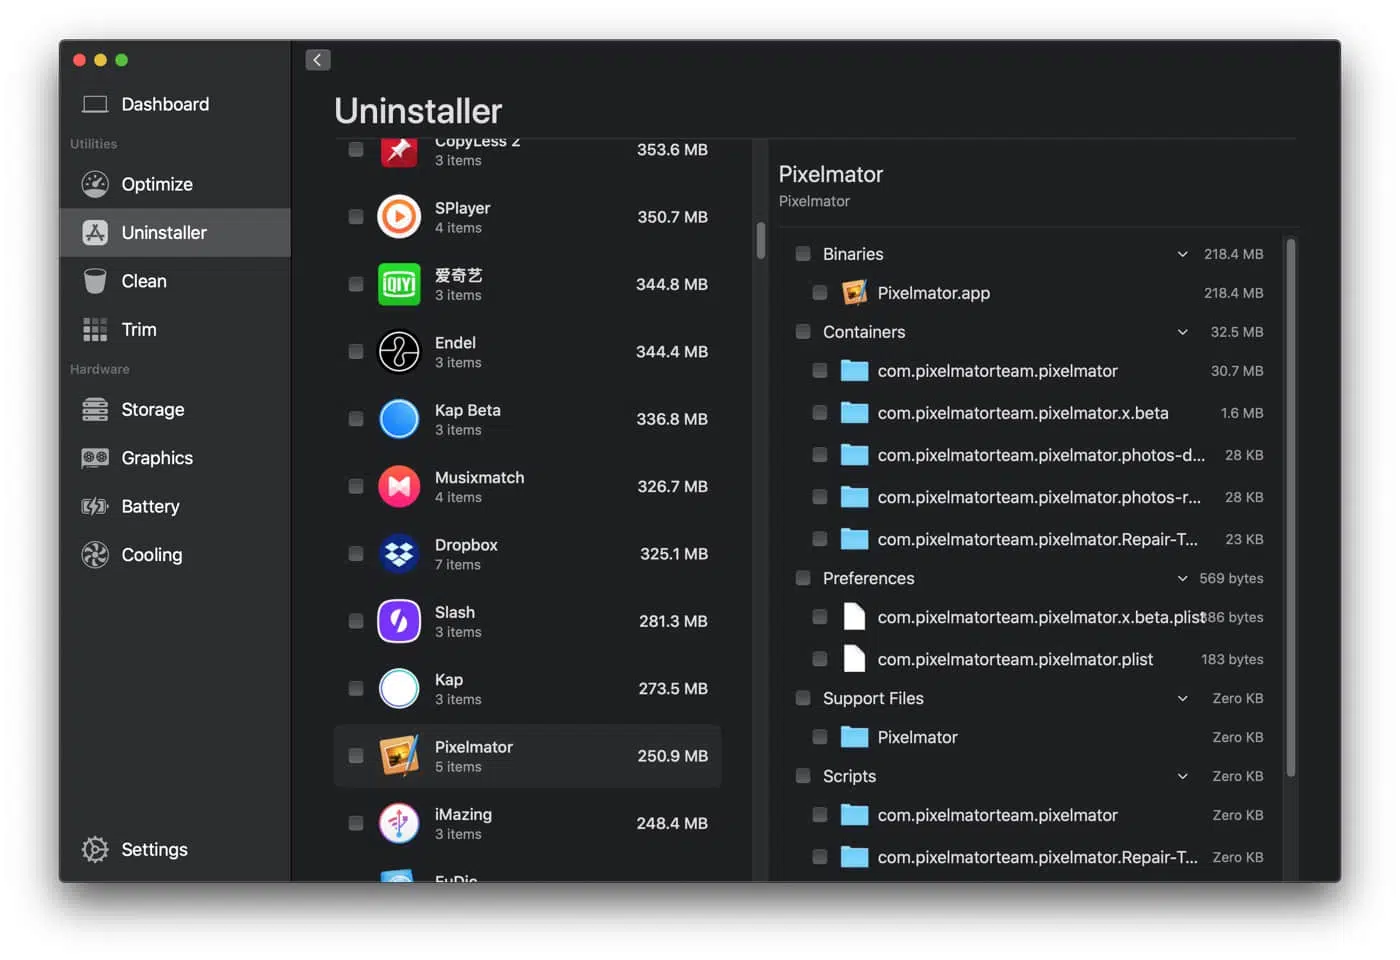 Dashboard
Utilities
Optimize
Uninstaller
Clean
Trim
Hardware
Storage
Graphics
Battery
Cooling
Settings
Uninstaller
CopyLess 2
3 items
353.6 MB
SPlayer
4 items
350.7 MB
iQIYI
爱奇艺
3 items
344.8 MB
Endel
3 items
344.4 MB
Kap Beta
3 items
336.8 MB
Musixmatch
4 items
326.7 MB
Dropbox
7 items
325.1 MB
Slash
3 items
281.3 MB
Kap
3 items
273.5 MB
Pixelmator
5 items
250.9 MB
iMazing
3 items
248.4 MB
Pixelmator
Pixelmator
Binaries 218.4 MB
Pixelmator.app 218.4 MB
Containers 32.5 MB
com.pixelmatorteam.pixelmator 30.7 MB
com.pixelmatorteam.pixelmator.x.beta 1.6 MB
com.pixelmatorteam.pixelmator.photos-d... 28 KB
com.pixelmatorteam.pixelmator.photos-r... 28 KB
com.pixelmatorteam.pixelmator.Repair-T... 23 KB
Preferences 569 bytes
com.pixelmatorteam.pixelmator.x.beta.plist 386 bytes
com.pixelmatorteam.pixelmator.plist 183 bytes
Support Files Zero KB
Pixelmator Zero KB
Scripts Zero KB
com.pixelmatorteam.pixelmator Zero KB
com.pixelmatorteam.pixelmator.Repair-T... Zero KB